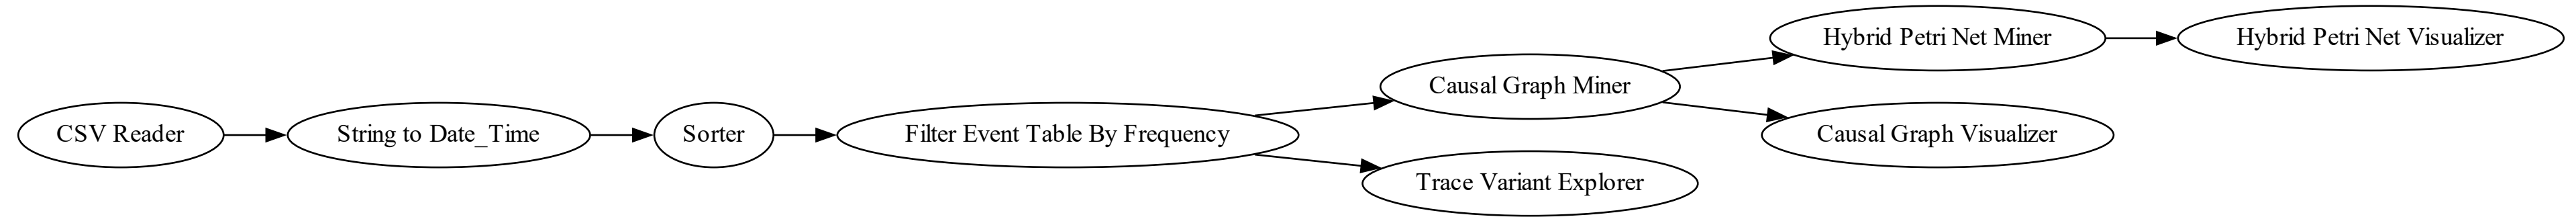 CSV Reader
String to Date_Time
Sorter
Filter Event Table By Frequency
Causal Graph Miner
Trace Variant Explorer
Hybrid Petri Net Miner
Causal Graph Visualizer
Hybrid Petri Net Visualizer